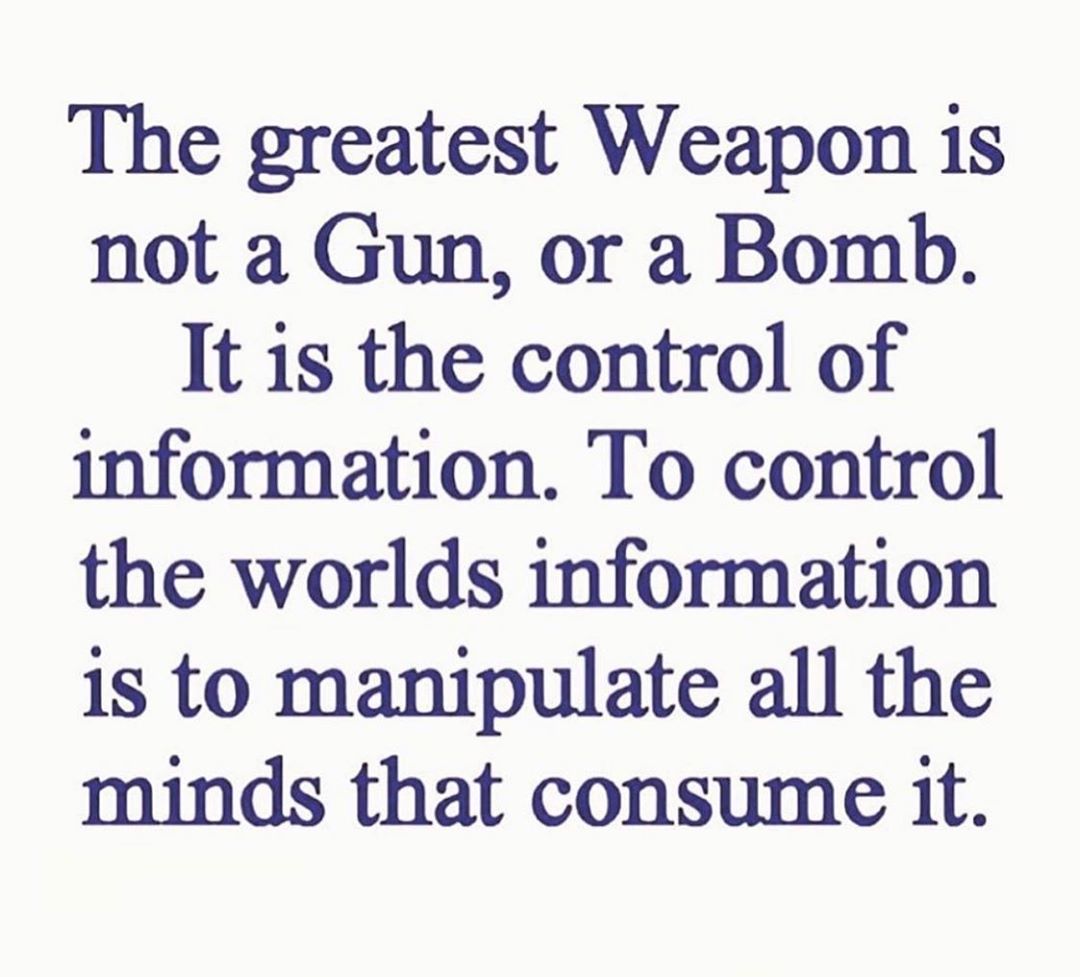 The greatest Weapon is
not a Gun, or a Bomb.
It is the control of
information. To control
the worlds information
is to manipulate all the
minds that consume it.